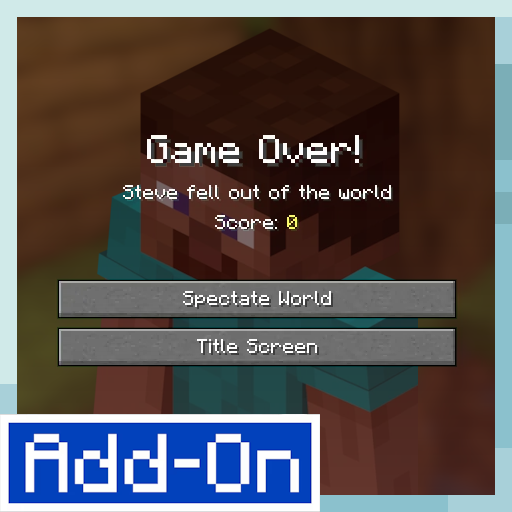 Game Over!
Steve fell out of the world
Score: 0
Spectate World
Title Screen
Add-On